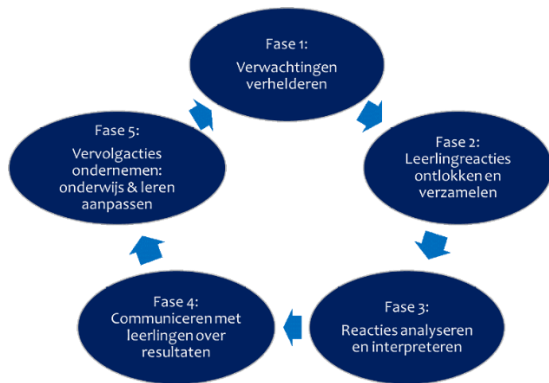 Fase 1:
Verwachtingen
verhelderen
Fase 2:
Leerlingreacties
ontlokken en
verzamelen
Fase 3:
Reacties analyseren
en interpreteren
Fase 4:
Communiceren met
leerlingen over
resultaten
Fase 5:
Vervolgacties
ondernemen:
onderwijs & leren
aanpassen